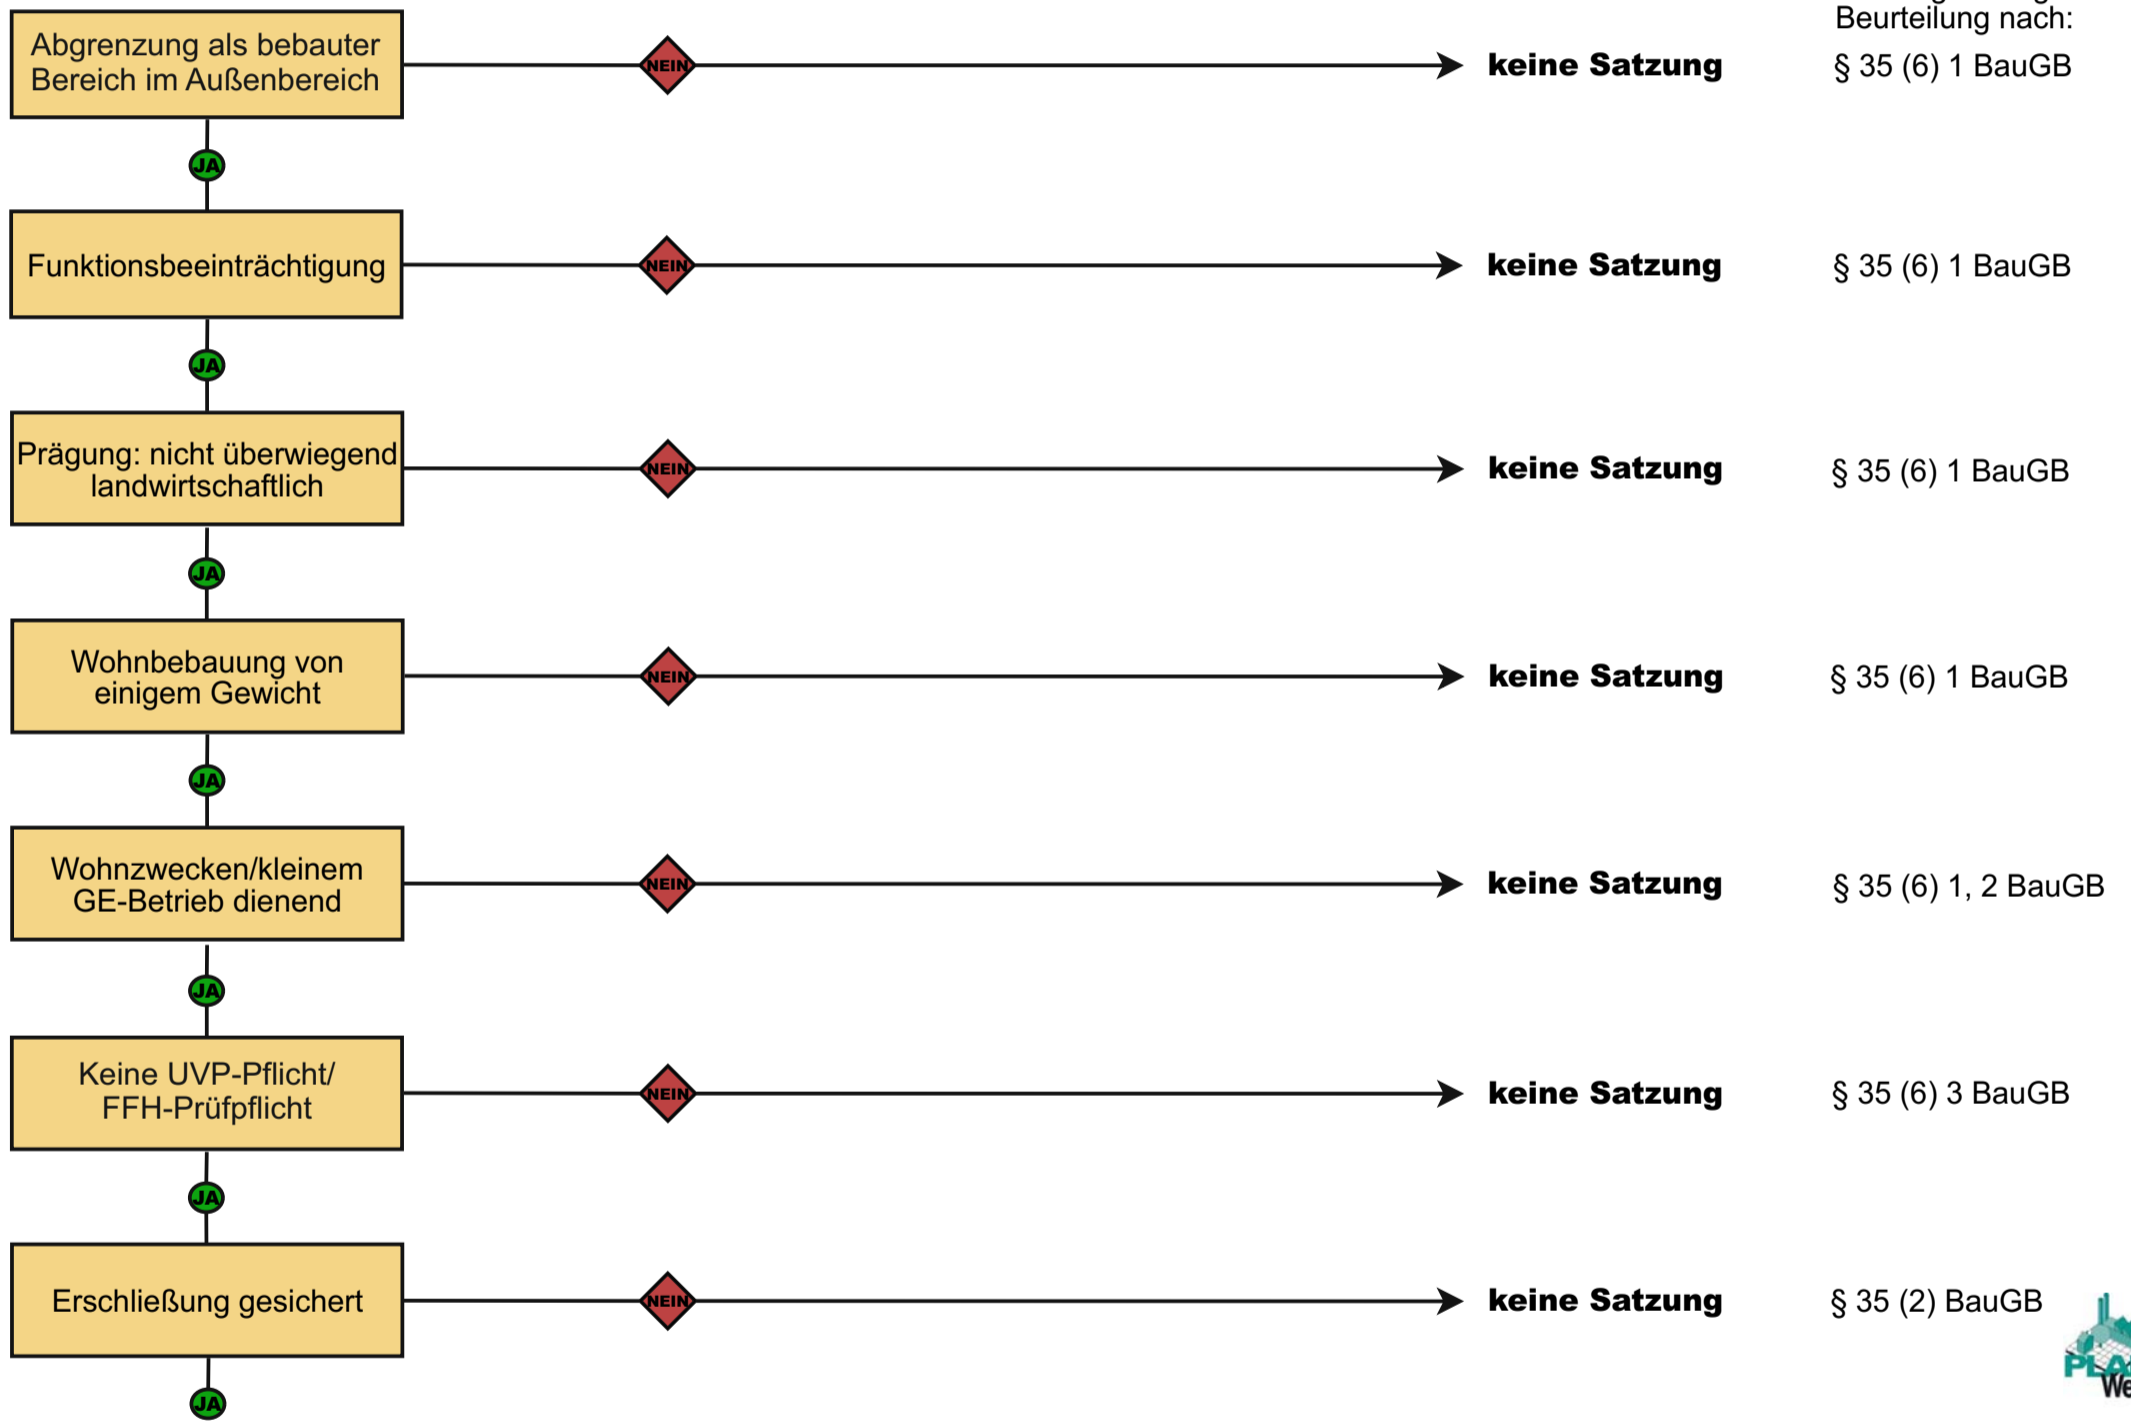 Beurteilung nach:
Abgrenzung als bebauter
Bereich im Außenbereich
NEIN
keine Satzung
§ 35 (6) 1 BauGB
JA
Funktionsbeeinträchtigung
NEIN
keine Satzung
§ 35 (6) 1 BauGB
JA
Prägung: nicht überwiegend
landwirtschaftlich
NEIN
keine Satzung
§ 35 (6) 1 BauGB
JA
Wohnbebauung von
einigem Gewicht
NEIN
keine Satzung
§ 35 (6) 1 BauGB
JA
Wohnzwecken/kleinem
GE-Betrieb dienend
NEIN
keine Satzung
§ 35 (6) 1, 2 BauGB
JA
Keine UVP-Pflicht/
FFH-Prüfpflicht
NEIN
keine Satzung
§ 35 (6) 3 BauGB
JA
Erschließung gesichert
NEIN
keine Satzung
§ 35 (2) BauGB
JA